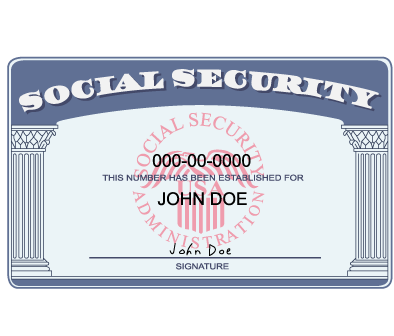 SOCIAL SECURITY
SOCIAL SECURITY
000-00-0000
THIS NUMBER HAS BEEN ESTABLISHED FOR
JOHN DOE
USA
ADMINISTRATION
John Doe
SIGNATURE